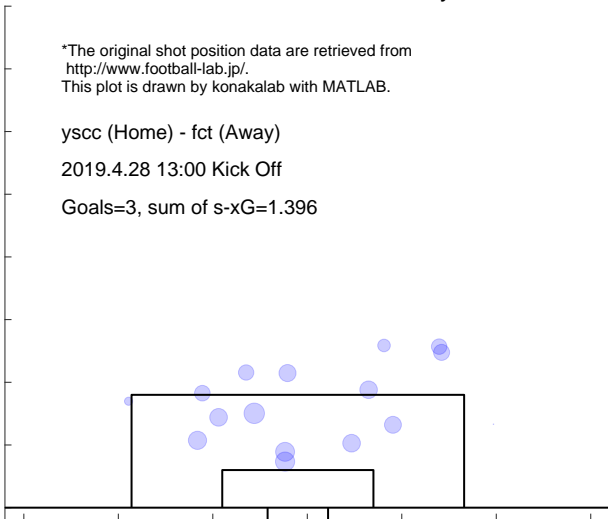 *The original shot position data are retrieved from
http://www.football-lab.jp/.
This plot is drawn by konakalab with MATLAB.
yscc (Home) - fct (Away)
2019.4.28 13:00 Kick Off
Goals=3, sum of s-xG=1.396